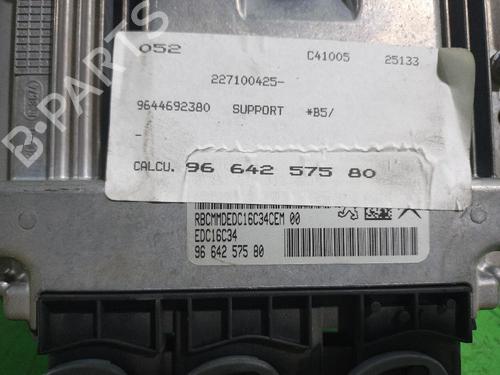 052 C41005 25133
227100425-
9644692380 SUPPORT *B5/
-
CALCU. 96 642 575 80
RBCMMDEDC16C34CEM 00
EDC16C34
96 642 575 80